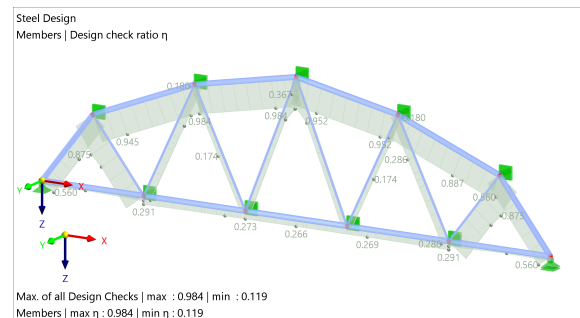 Steel Design
Members | Design check ratio η
0.180
0.367
0.984
0.984
0.952
0.180
0.945
0.952
0.875
0.174
0.286
0.174
0.887
X
Y
0.560
0.560
0.291
0.875
Z
0.273
0.266
0.269
0.286
0.291
0.560
Y
X
Z
Max. of all Design Checks | max : 0.984 | min : 0.119
Members | max η : 0.984 | min η : 0.119